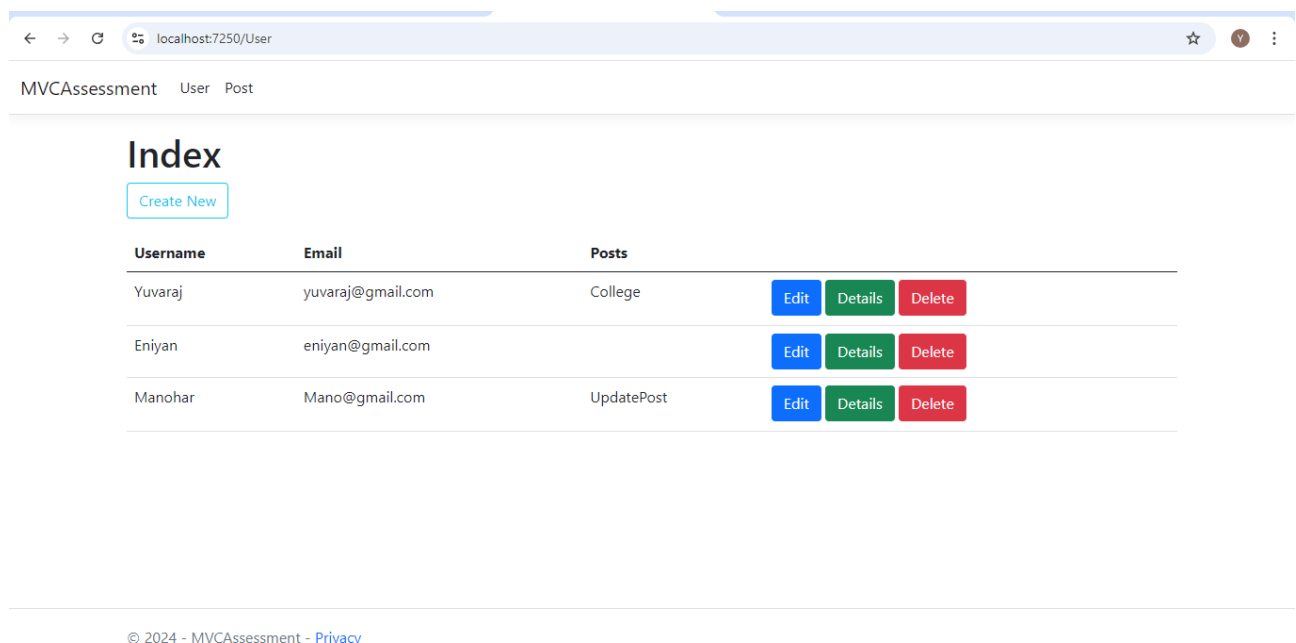 localhost:7250/User
Y
MVCAssessment User Post
Index
Create New
Username Email Posts
Yuvaraj yuvaraj@gmail.com College Edit Details Delete
Eniyan eniyan@gmail.com Edit Details Delete
Manohar Mano@gmail.com UpdatePost Edit Details Delete
© 2024 - MVCAssessment - Privacy